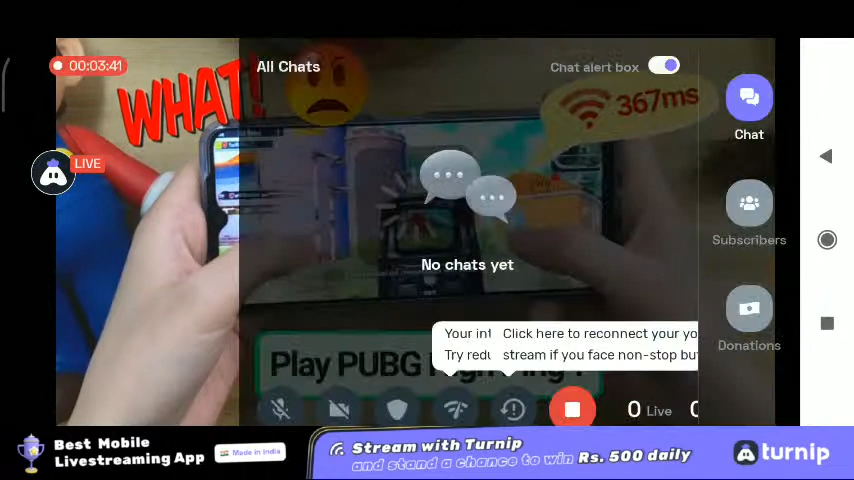 00:03:41
All Chats
Chat alert box
WHAT!
367ms
Chat
LIVE
Subscribers
No chats yet
Your int
Try redu
Click here to reconnect your yo
stream if you face non-stop bu
Donations
Play PUBG
0 Live
Best Mobile
Livestreaming App
Made in India
Stream with Turnip
and stand a chance to win Rs. 500 daily
turnip